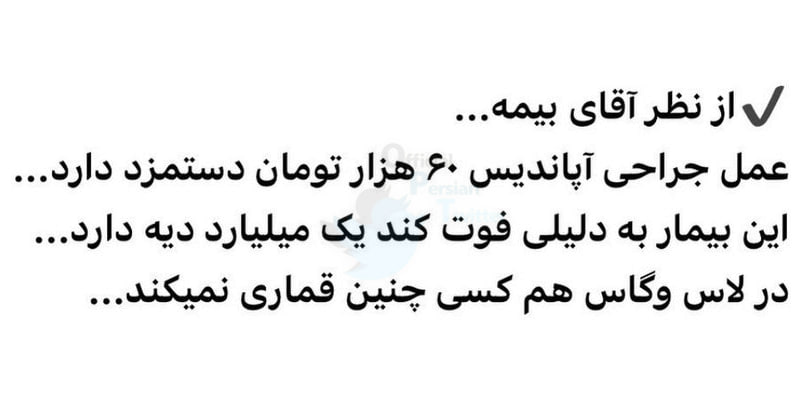 ✔از نظر آقای بیمه...
عمل جراحی آپاندیس ۶۰ هزار تومان دستمزد دارد...
این بیمار به دلیلی فوت کند یک میلیارد دیه دارد...
در لاس وگاس هم کسی چنین قماری نمیکند...
Official
Persian
Twitter